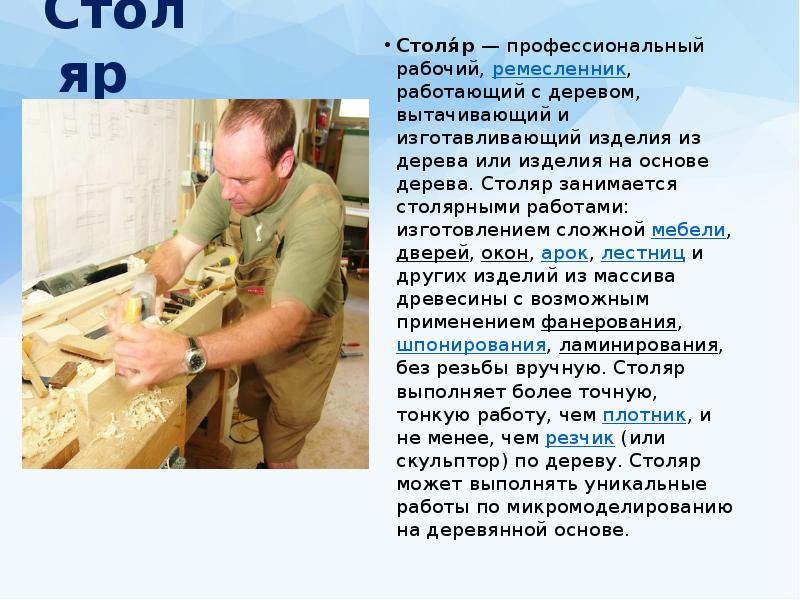 Стол
яр
• Столя́р — профессиональный
рабочий, ремесленник,
работающий с деревом,
вытачивающий и
изготавливающий изделия из
дерева или изделия на основе
дерева. Столяр занимается
столярными работами:
изготовлением сложной мебели,
дверей, окон, арок, лестниц и
других изделий из массива
древесины с возможным
применением фанерования,
шпонирования, ламинирования,
без резьбы вручную. Столяр
выполняет более точную,
тонкую работу, чем плотник, и
не менее, чем резчик (или
скульптор) по дереву. Столяр
может выполнять уникальные
работы по микромоделированию
на деревянной основе.